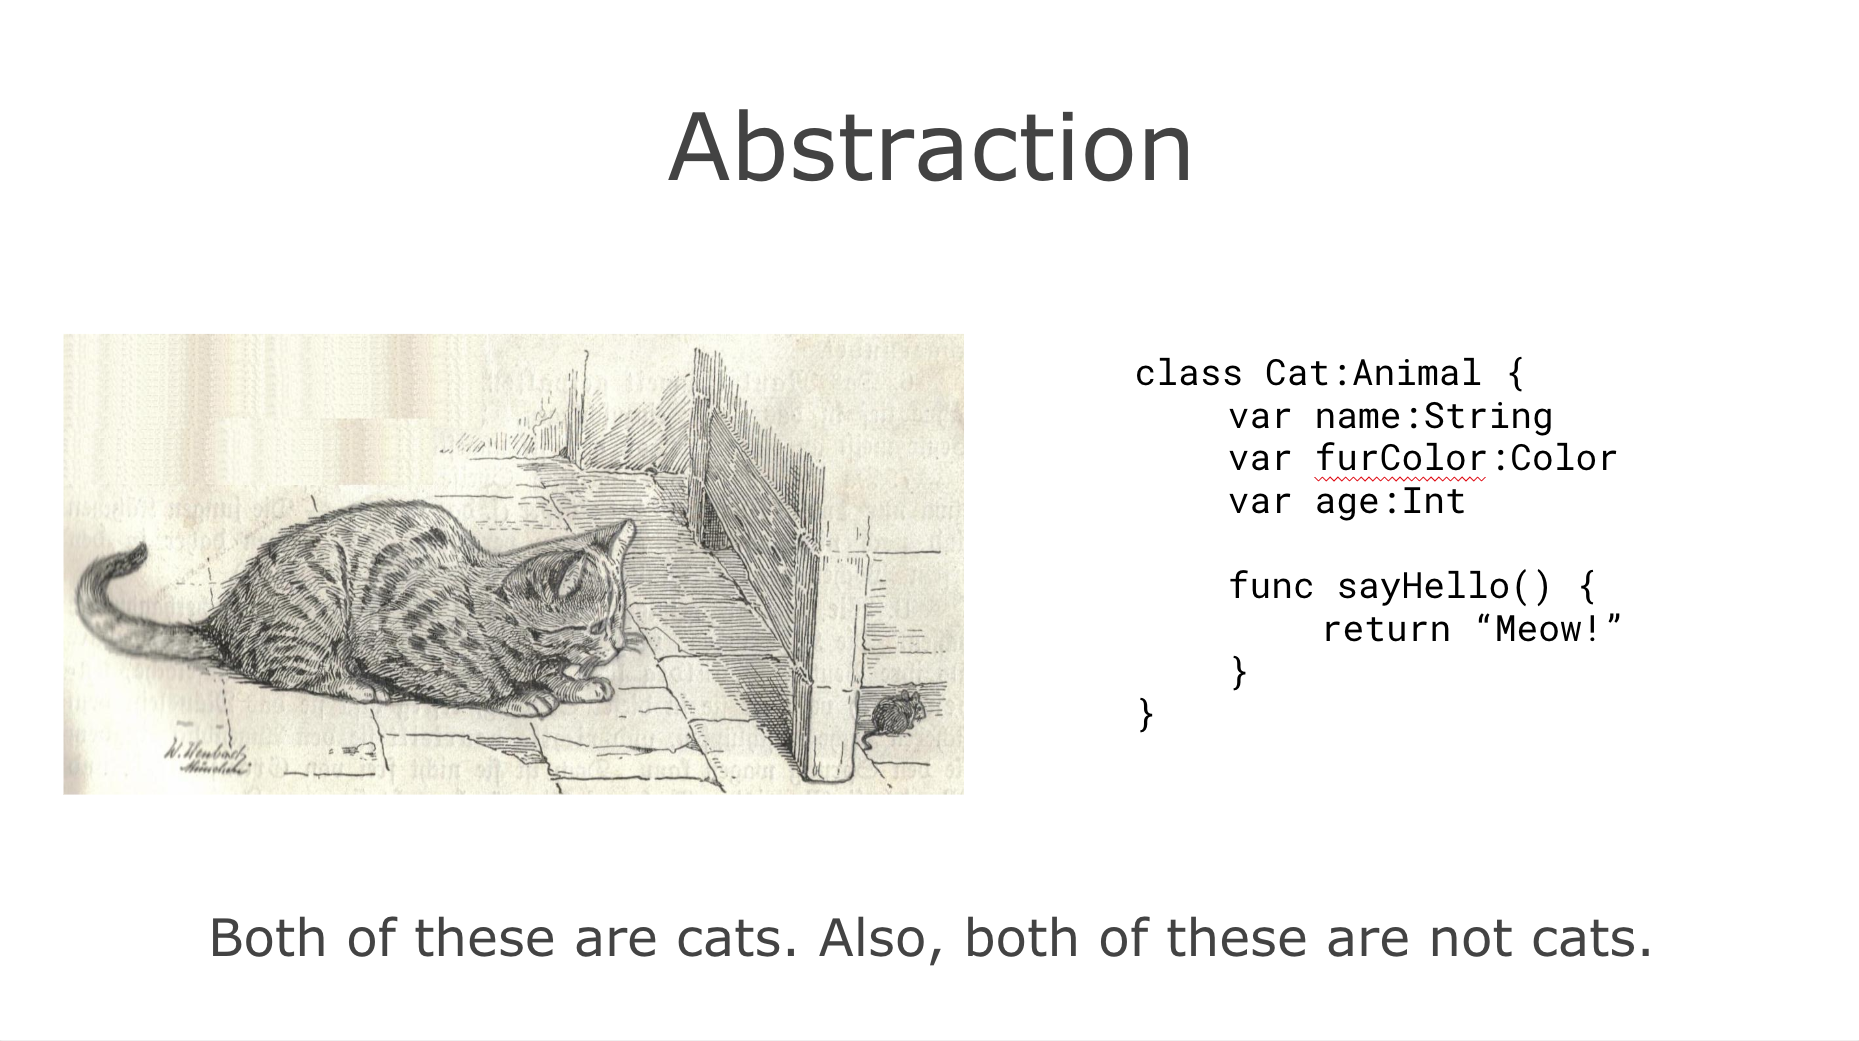 Abstraction
class Cat:Animal {
var name:String
var furColor:Color
var age:Int
func sayHello() {
return “Meow!”
}
}
Both of these are cats. Also, both of these are not cats.